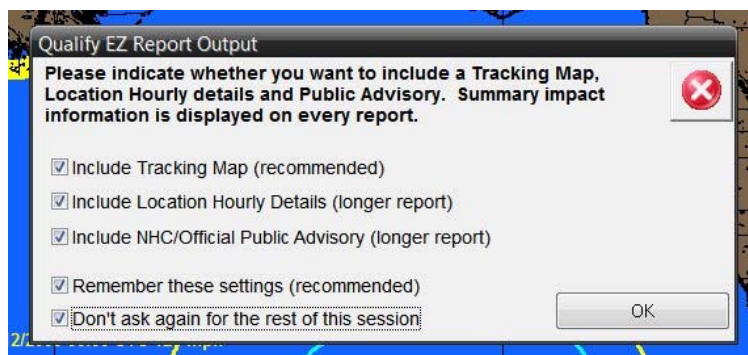 Qualify EZ Report Output
Please indicate whether you want to include a Tracking Map,
Location Hourly details and Public Advisory. Summary impact
information is displayed on every report.
Include Tracking Map (recommended)
Include Location Hourly Details (longer report)
Include NHC/Official Public Advisory (longer report)
Remember these settings (recommended)
Don't ask again for the rest of this session
OK